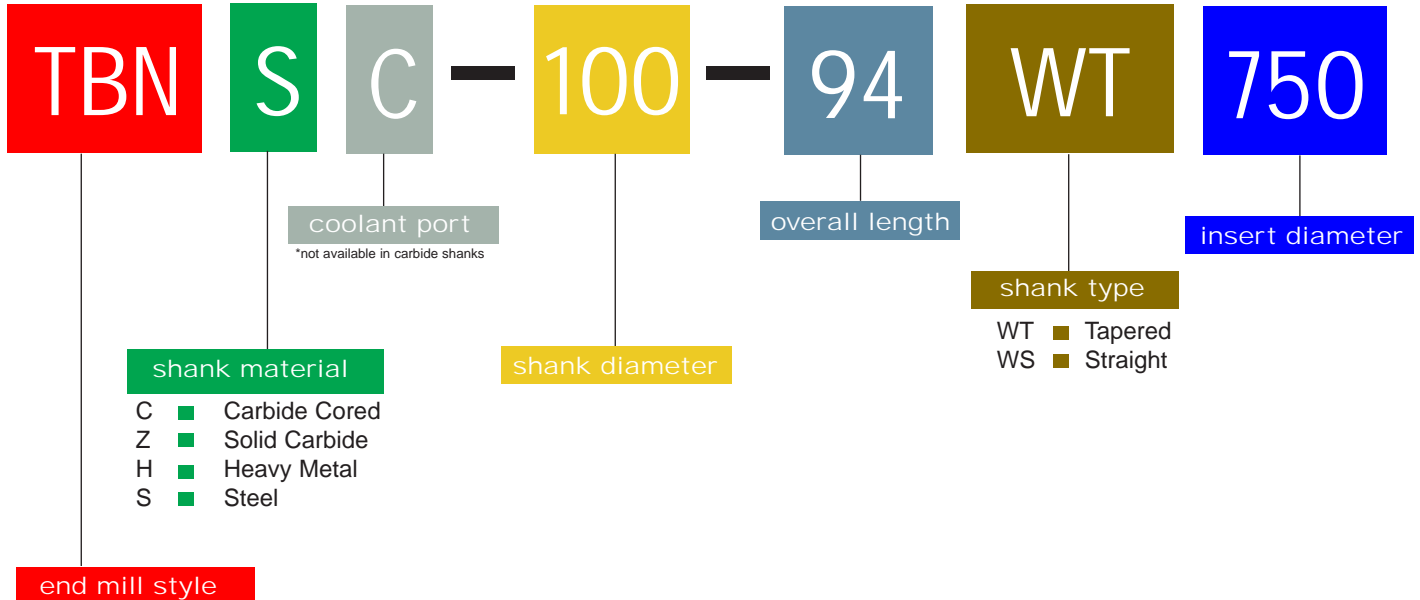 TBN S C - 100 - 94 WT 750
coolant port
*not available in carbide shanks
overall length
insert diameter
shank type
WT ■ Tapered
WS ■ Straight
shank diameter
shank material
C ■ Carbide Cored
Z ■ Solid Carbide
H ■ Heavy Metal
S ■ Steel
end mill style